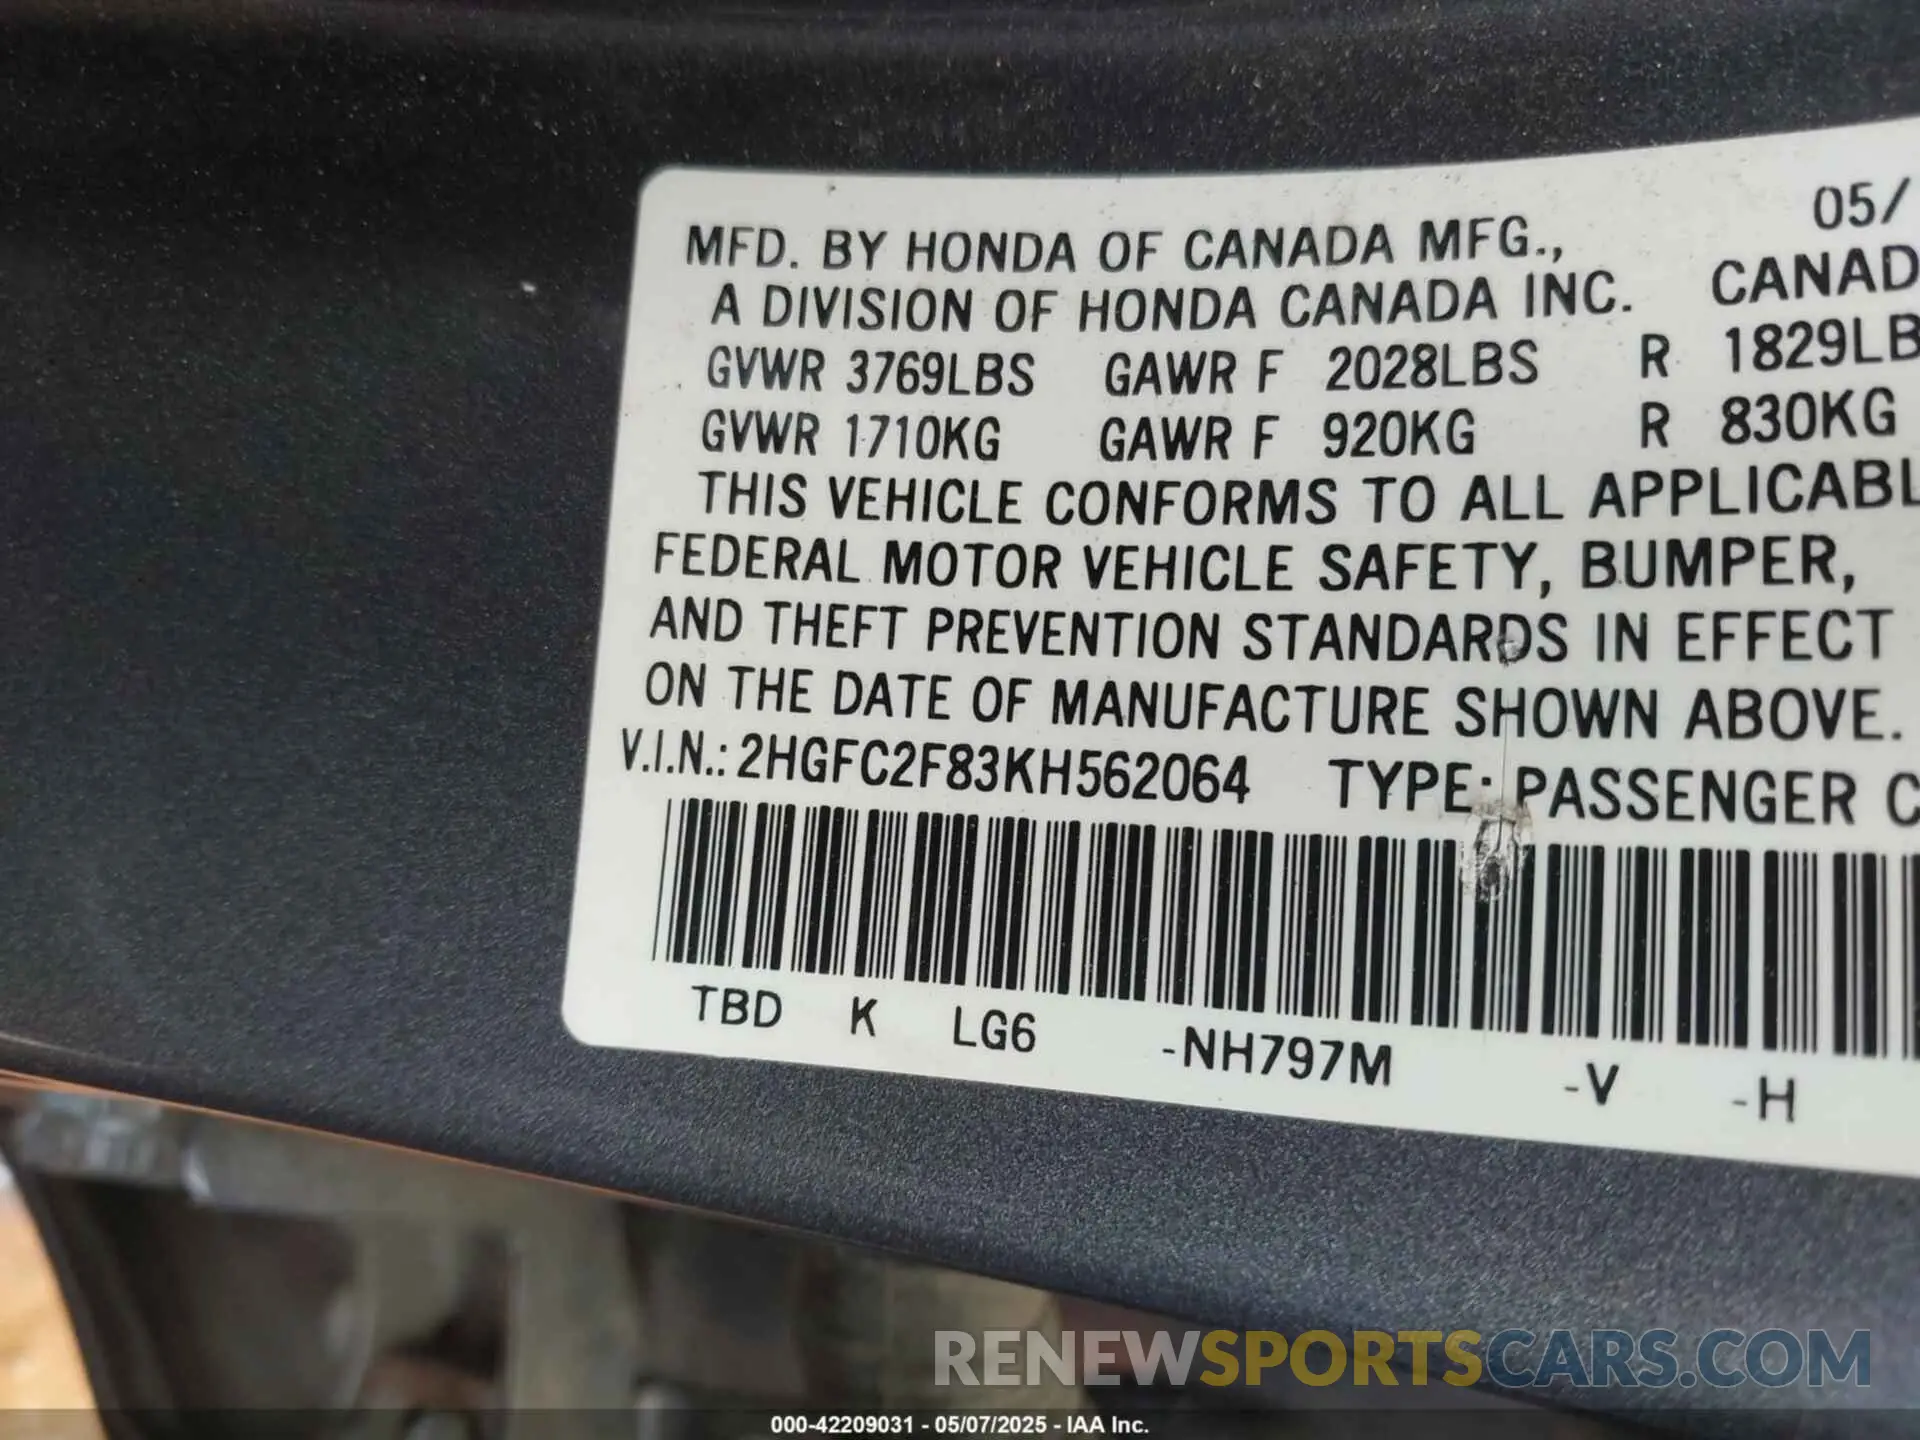 05/
MFD. BY HONDA OF CANADA MFG.,
A DIVISION OF HONDA CANADA INC. CANAD
GVWR 3769LBS GAWR F 2028LBS R 1829LB
GVWR 1710KG GAWR F 920KG R 830KG
THIS VEHICLE CONFORMS TO ALL APPLICABL
FEDERAL MOTOR VEHICLE SAFETY, BUMPER,
AND THEFT PREVENTION STANDARDS IN EFFECT
ON THE DATE OF MANUFACTURE SHOWN ABOVE.
V.I.N.: 2HGFC2F83KH562064 TYPE: PASSENGER C
TBD K LG6 -NH797M -V -H
RENEWSPORTSCARS.COM
000-42209031 - 05/07/2025 - IAA Inc.